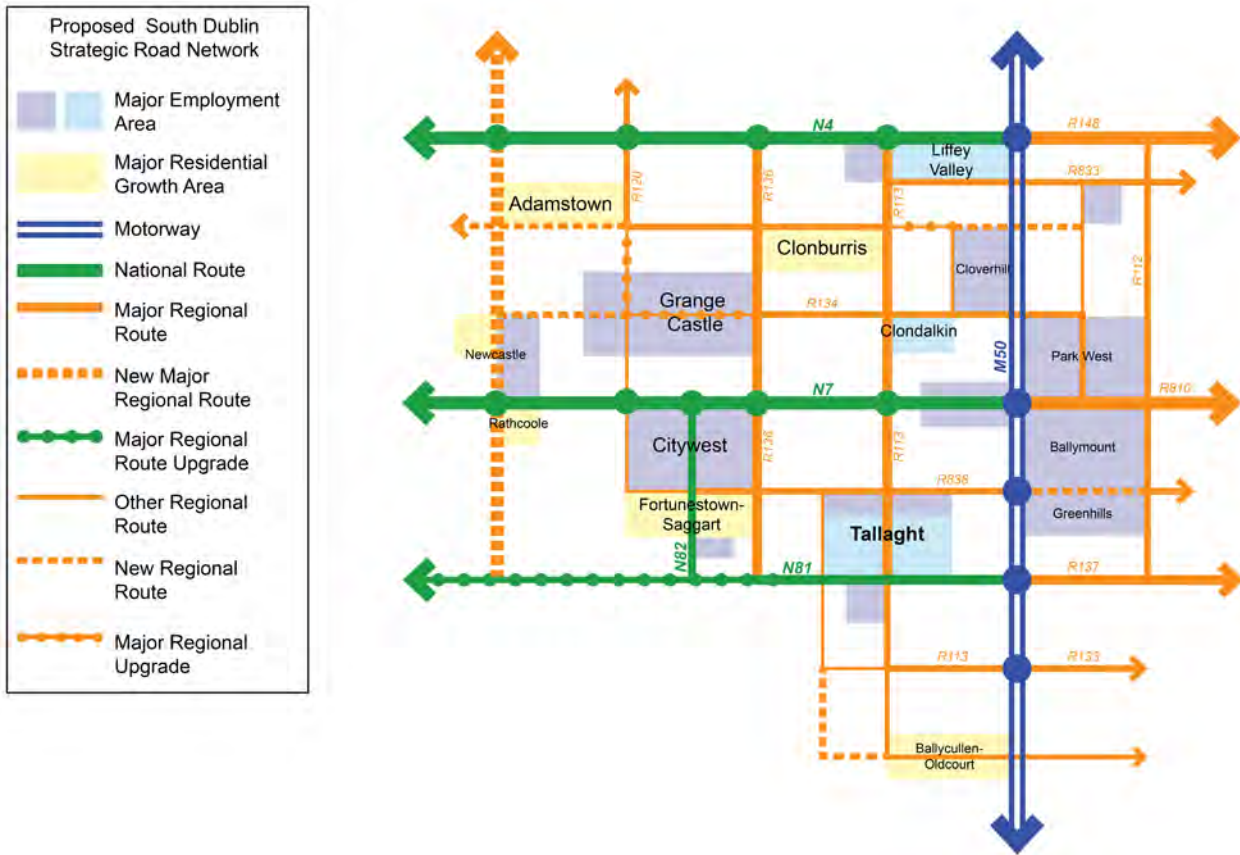 Proposed South Dublin
Strategic Road Network
Major Employment
Area
Major Residential
Growth Area
Motorway
National Route
Major Regional
Route
New Major
Regional Route
Major Regional
Route Upgrade
Other Regional
Route
New Regional
Route
Major Regional
Upgrade
N4
R148
Liffey
Valley
R833
R120
R136
R113
Adamstown
Clonburris
Cloverhill
R112
Grange
Castle
R134
Clondalkin
Newcastle
M50
Park West
N7
R810
Rathcoole
Citywest
R136
R113
Ballymount
R838
Fortunestown-
Saggart
Greenhills
Tallaght
N82
N81
R137
R113
R133
Ballycullen-
Oldcourt